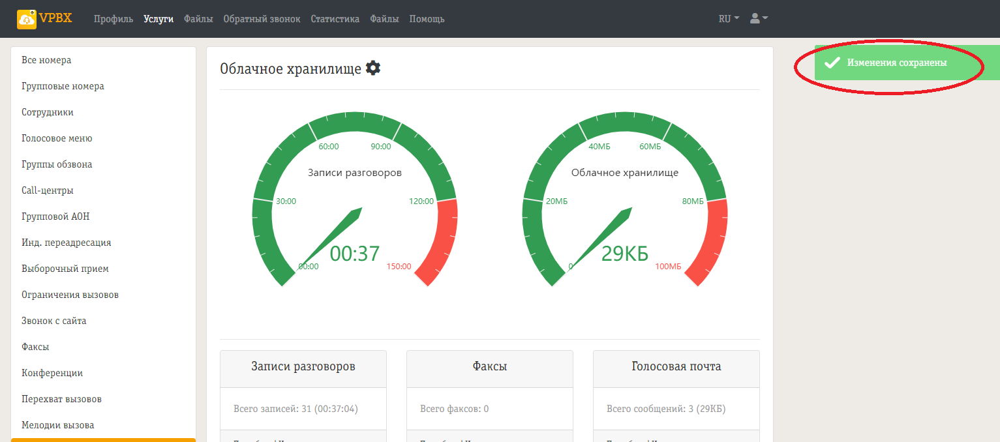 VPBX
Профиль Услуги Файлы Обратный звонок Статистика Файлы Помощь
RU
Изменения сохранены
Все номера
Групповые номера
Сотрудники
Голосовое меню
Группы обзвона
Call-центры
Групповой АОН
Инд. переадресация
Выборочный прием
Ограничения вызовов
Звонок с сайта
Факсы
Конференции
Перехват вызовов
Мелодии вызова
Облачное хранилище
60:00 90:00
Записи разговоров
30:00 120:00
00:37
00:00 150:00
40МБ 60МБ
Облачное хранилище
20МБ 80МБ
29КБ
0 100МБ
Записи разговоров
Всего записей: 31 (00:37:04)
Факсы
Всего факсов: 0
Голосовая почта
Всего сообщений: 3 (29КБ)